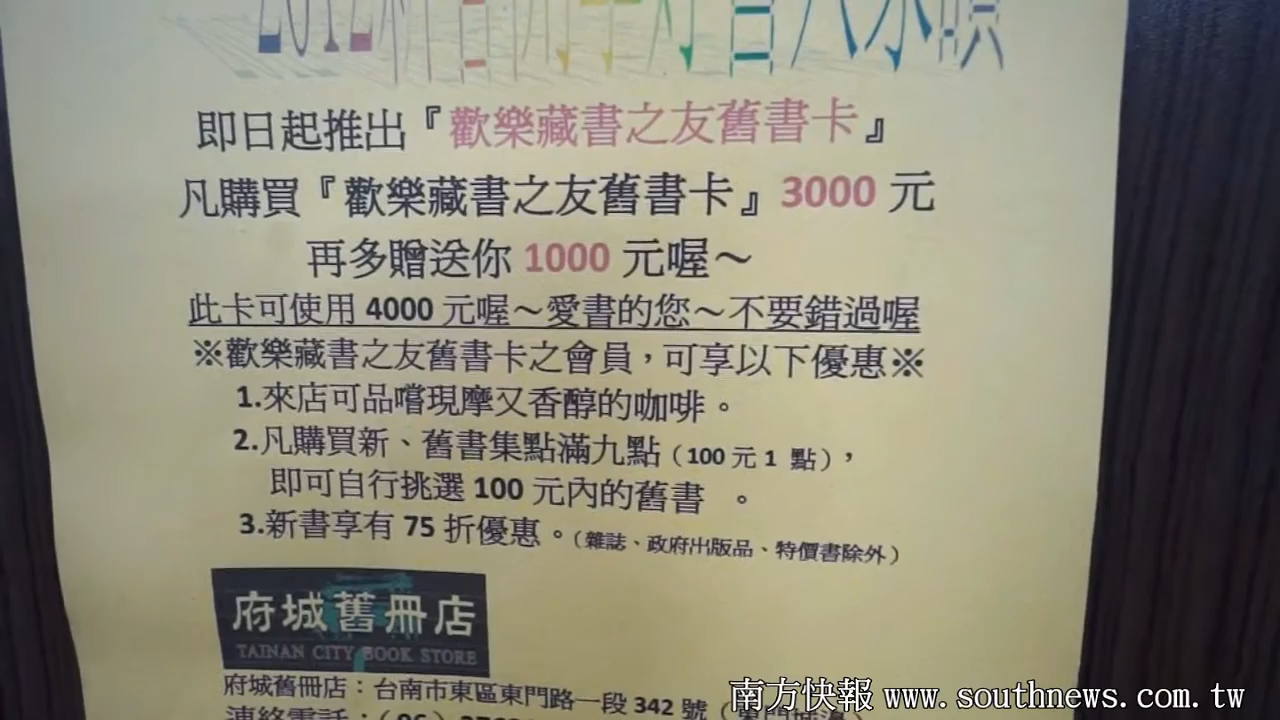 即日起推出『歡樂藏書之友舊書卡』
凡購買『歡樂藏書之友舊書卡』3000 元
再多贈送你 1000 元喔～
此卡可使用 4000 元喔～愛書的您～不要錯過喔
※歡樂藏書之友舊書卡之會員，可享以下優惠※
1.來店可品嚐現摩又香醇的咖啡。
2.凡購買新、舊書集點滿九點（100 元 1 點），
即可自行挑選 100 元內的舊書 。
3.新書享有 75 折優惠。（雜誌、政府出版品、特價書除外）
府城舊冊店
TAINAN CITY BOOK STORE
府城舊冊店：台南市東區東門路一段 342 號
連絡電話：（06）
南方快報 www.southnews.com.tw